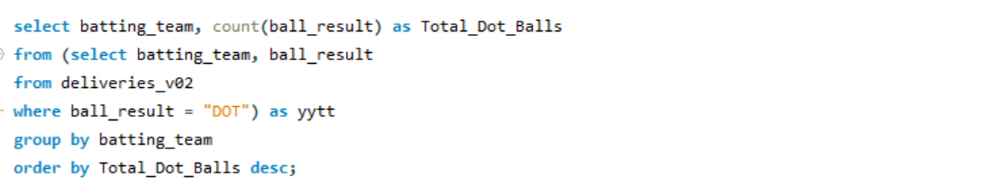 select batting_team, count(ball_result) as Total_Dot_Balls
from (select batting_team, ball_result
from deliveries_v02
where ball_result = "DOT") as yytt
group by batting_team
order by Total_Dot_Balls desc;